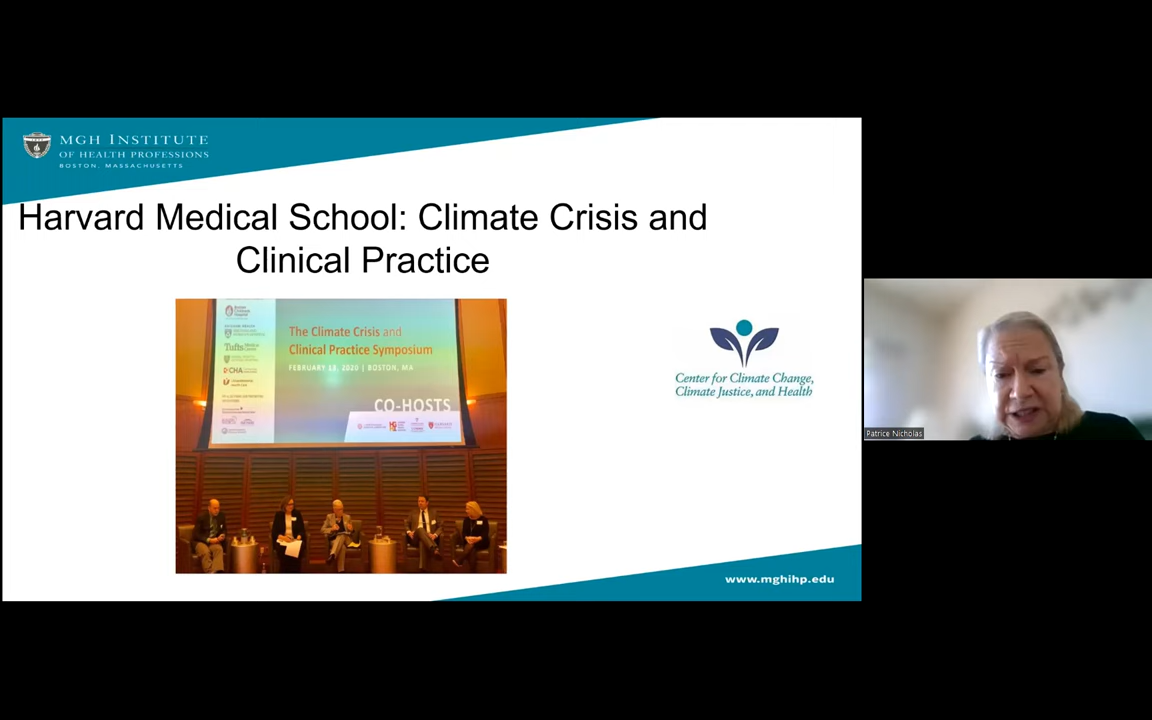 MGH INSTITUTE
OF HEALTH PROFESSIONS
BOSTON, MASSACHUSETTS
Harvard Medical School: Climate Crisis and
Clinical Practice
The Climate Crisis and
Clinical Practice Symposium
FEBRUARY 13, 2020 | BOSTON, MA
CO-HOSTS
Tufts
CHA
Center for Climate Change,
Climate Justice, and Health
www.mghihp.edu
Patrice Nicholas